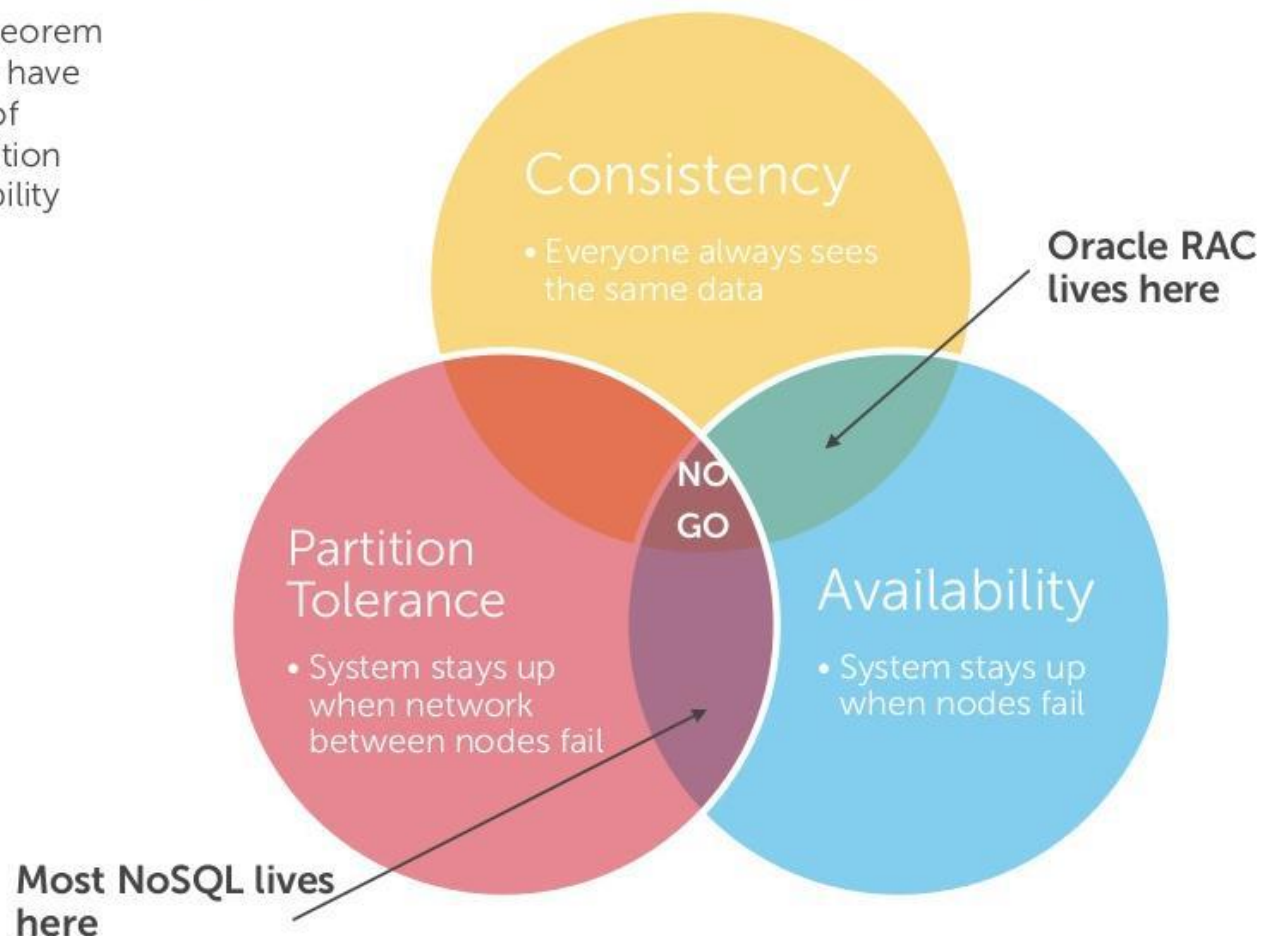 eorem
have
of
tion
bility
Consistency
• Everyone always sees
the same data
Oracle RAC
lives here
NO
GO
Partition
Tolerance
• System stays up
when network
between nodes fail
Availability
• System stays up
when nodes fail
Most NoSQL lives
here